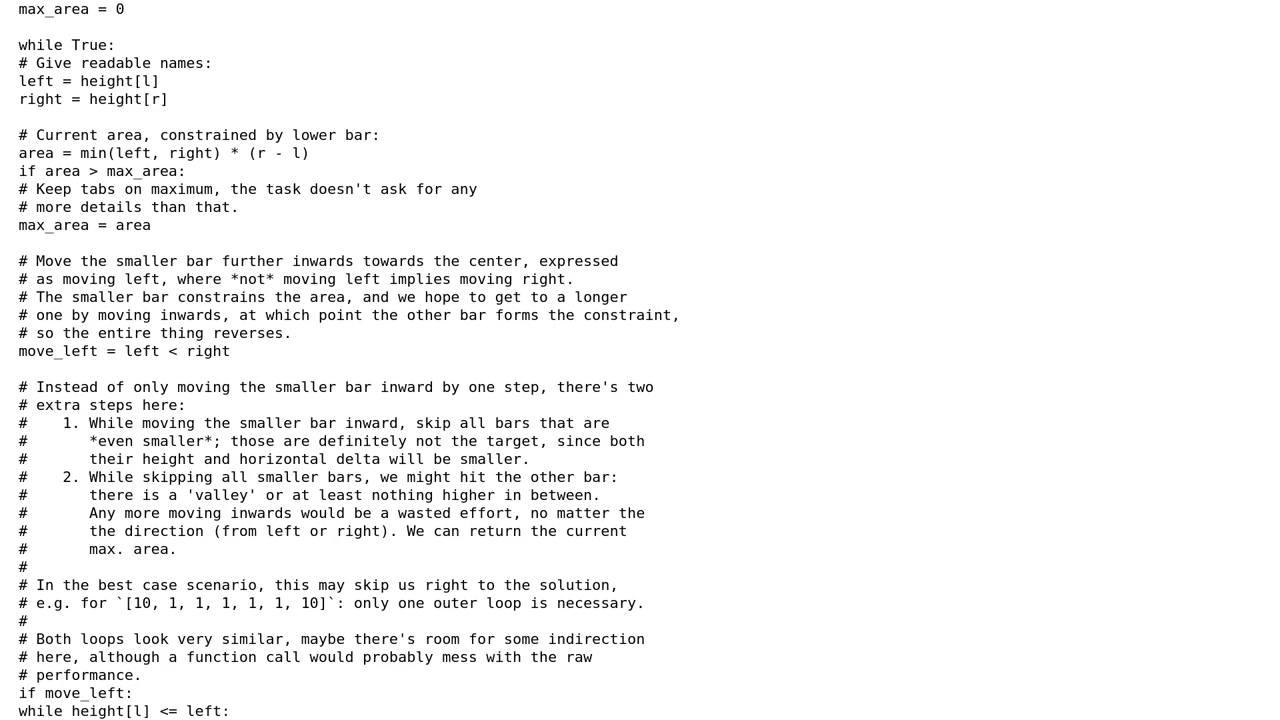 max_area = 0

while True:
# Give readable names:
left = height[l]
right = height[r]

# Current area, constrained by lower bar:
area = min(left, right) * (r - l)
if area > max_area:
# Keep tabs on maximum, the task doesn't ask for any
# more details than that.
max_area = area

# Move the smaller bar further inwards towards the center, expressed
# as moving left, where *not* moving left implies moving right.
# The smaller bar constrains the area, and we hope to get to a longer
# one by moving inwards, at which point the other bar forms the constraint,
# so the entire thing reverses.
move_left = left < right

# Instead of only moving the smaller bar inward by one step, there's two
# extra steps here:
#    1. While moving the smaller bar inward, skip all bars that are
#       *even smaller*; those are definitely not the target, since both
#       their height and horizontal delta will be smaller.
#    2. While skipping all smaller bars, we might hit the other bar:
#       there is a 'valley' or at least nothing higher in between.
#       Any more moving inwards would be a wasted effort, no matter the
#       the direction (from left or right). We can return the current
#       max. area.
#
# In the best case scenario, this may skip us right to the solution,
# e.g. for `[10, 1, 1, 1, 1, 1, 10]`: only one outer loop is necessary.
#
# Both loops look very similar, maybe there's room for some indirection
# here, although a function call would probably mess with the raw
# performance.
if move_left:
while height[l] <= left: